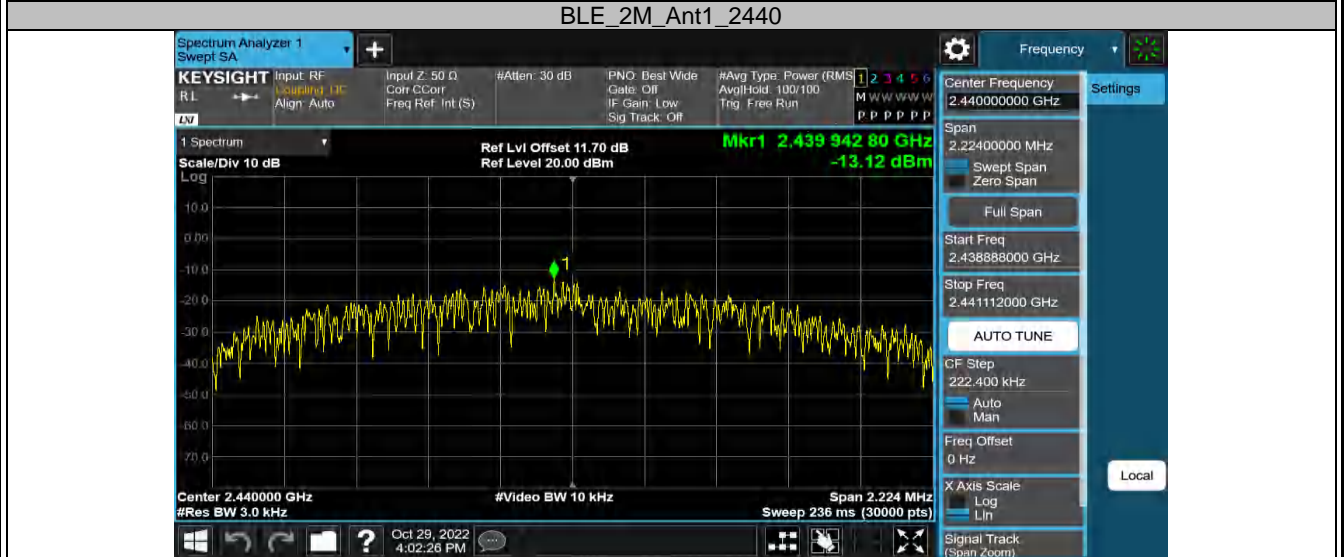 BLE_2M_Ant1_2440
Spectrum Analyzer 1
Swept SA
+
Frequency
KEYSIGHT
RL
LXI
Input: RF
Coupling: DC
Align: Auto
Input Z: 50 Ω
Corr CCorr
Freq Ref: Int (S)
#Atten: 30 dB
PNO: Best Wide
Gate: Off
IF Gain: Low
Sig Track: Off
#Avg Type: Power (RMS
Avg|Hold: 100/100
Trig: Free Run
1 2 3 4 5 6
M W W W W W
P P P P P P
1 Spectrum
Scale/Div 10 dB
Log
Ref Lvl Offset 11.70 dB
Ref Level 20.00 dBm
Mkr1 2.439 942 80 GHz
-13.12 dBm
10.0
0.00
-10.0
-20.0
-30.0
-40.0
-50.0
-60.0
-70.0
1
Center 2.440000 GHz
#Res BW 3.0 kHz
#Video BW 10 kHz
Span 2.224 MHz
Sweep 236 ms (30000 pts)
?
Oct 29, 2022
4:02:26 PM
Center Frequency
2.440000000 GHz
Settings
Span
2.22400000 MHz
Swept Span
Zero Span
Full Span
Start Freq
2.438888000 GHz
Stop Freq
2.441112000 GHz
AUTO TUNE
CF Step
222.400 kHz
Auto
Man
Freq Offset
0 Hz
X Axis Scale
Log
Lin
Local
Signal Track
(Span Zoom)